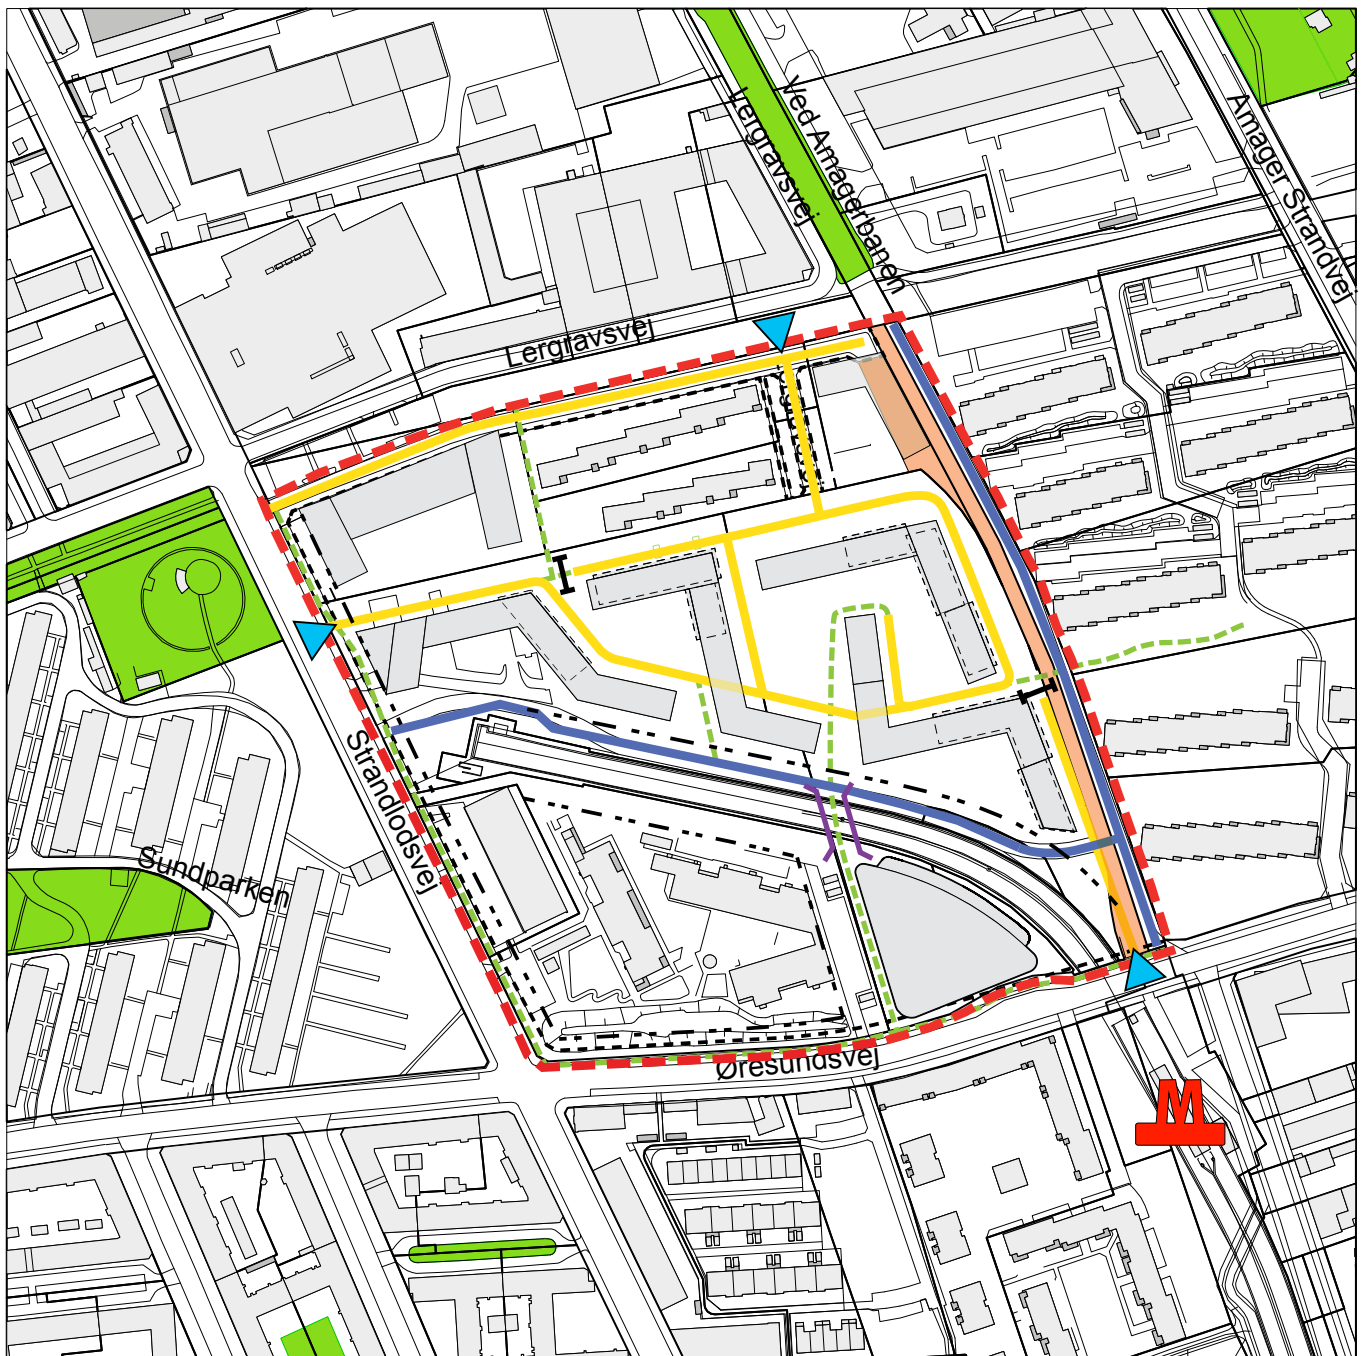 Lergravsvej
Ved Amagerbanen
Amager Strandvej
Lergravsvej
Strandlodsvej
Sundparken
Øresundsvej
M